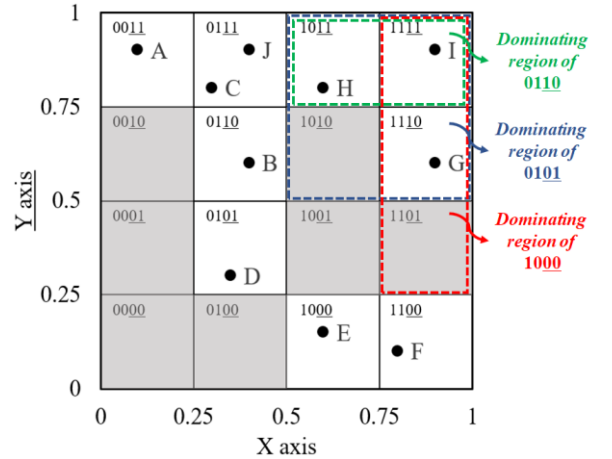 1
0011
0111
1011
1111
A
J
I
C
H
Dominating
region of
0110
0.75
0010
0110
1010
1110
B
G
Dominating
region of
0101
Y axis
0.5
0001
0101
1001
1101
D
Dominating
region of
1000
0.25
0000
0100
1000
1100
E
F
0
0
0.25
0.5
0.75
1
X axis